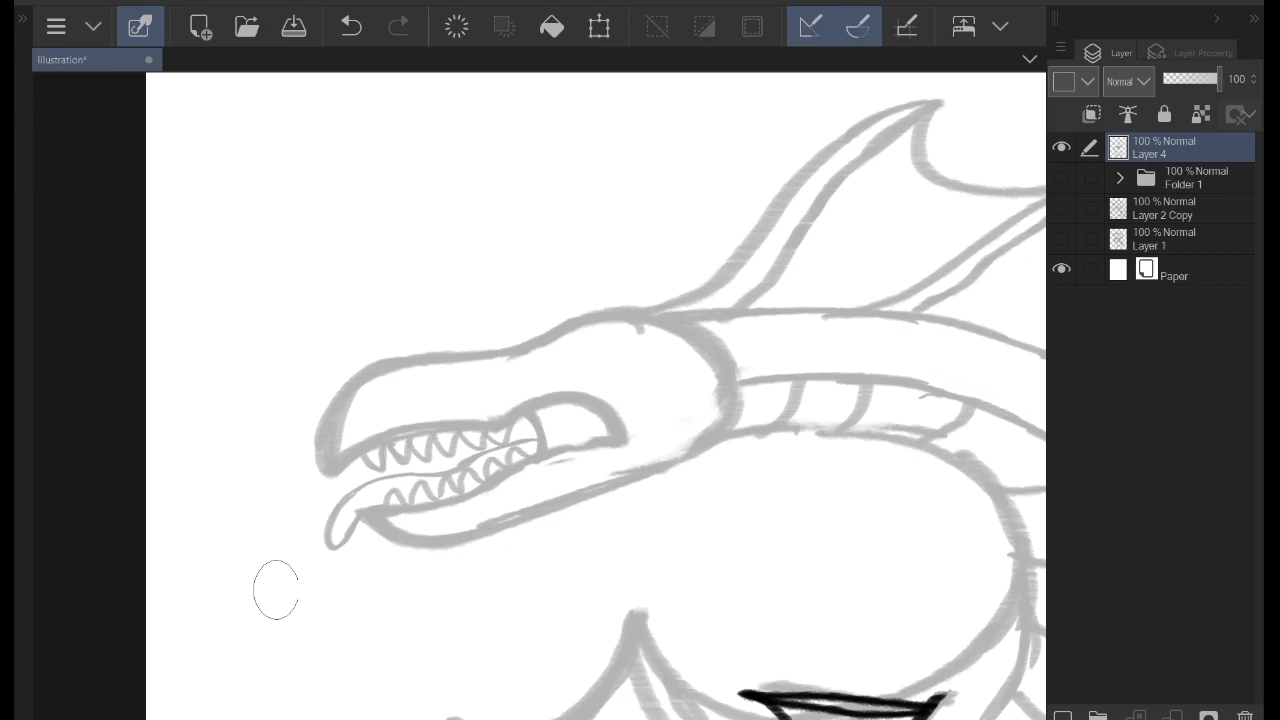 Illustration*
Layer
Layer Property
Normal
100
100 %Normal
Layer 4
100 %Normal
Folder 1
100 %Normal
Layer 2 Copy
100 %Normal
Layer 1
Paper